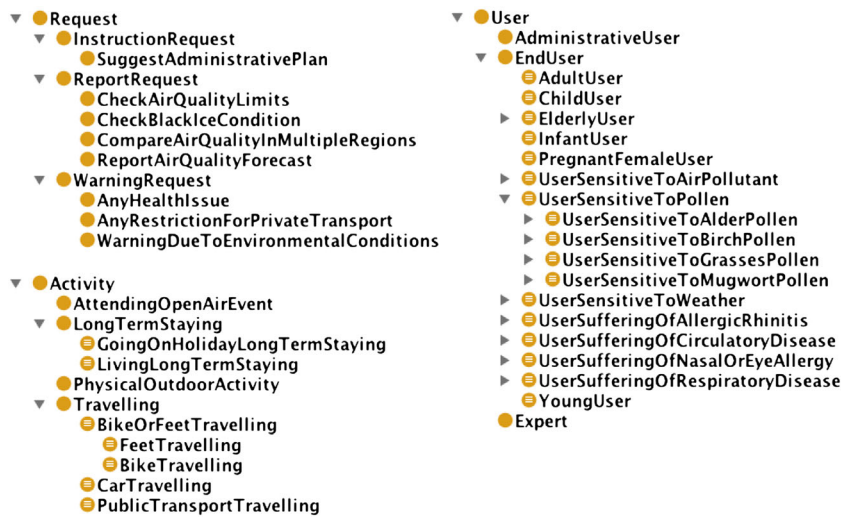 Request
InstructionRequest
SuggestAdministrativePlan
ReportRequest
CheckAirQualityLimits
CheckBlackIceCondition
CompareAirQualityInMultipleRegions
ReportAirQualityForecast
WarningRequest
AnyHealthIssue
AnyRestrictionForPrivateTransport
WarningDueToEnvironmentalConditions
Activity
AttendingOpenAirEvent
LongTermStaying
GoingOnHolidayLongTermStaying
LivingLongTermStaying
PhysicalOutdoorActivity
Travelling
BikeOrFeetTravelling
FeetTravelling
BikeTravelling
CarTravelling
PublicTransportTravelling
User
AdministrativeUser
EndUser
AdultUser
ChildUser
ElderlyUser
InfantUser
PregnantFemaleUser
UserSensitiveToAirPollutant
UserSensitiveToPollen
UserSensitiveToAlderPollen
UserSensitiveToBirchPollen
UserSensitiveToGrassesPollen
UserSensitiveToMugwortPollen
UserSensitiveToWeather
UserSufferingOfAllergicRhinitis
UserSufferingOfCirculatoryDisease
UserSufferingOfNasalOrEyeAllergy
UserSufferingOfRespiratoryDisease
YoungUser
Expert